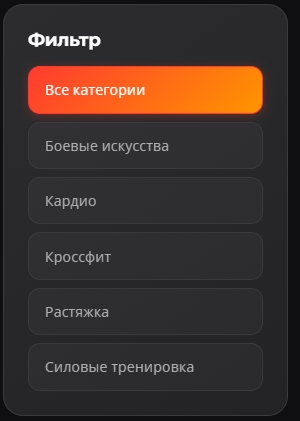 Фильтр
Все категории
Боевые искусства
Кардио
Кроссфит
Растяжка
Силовые тренировка